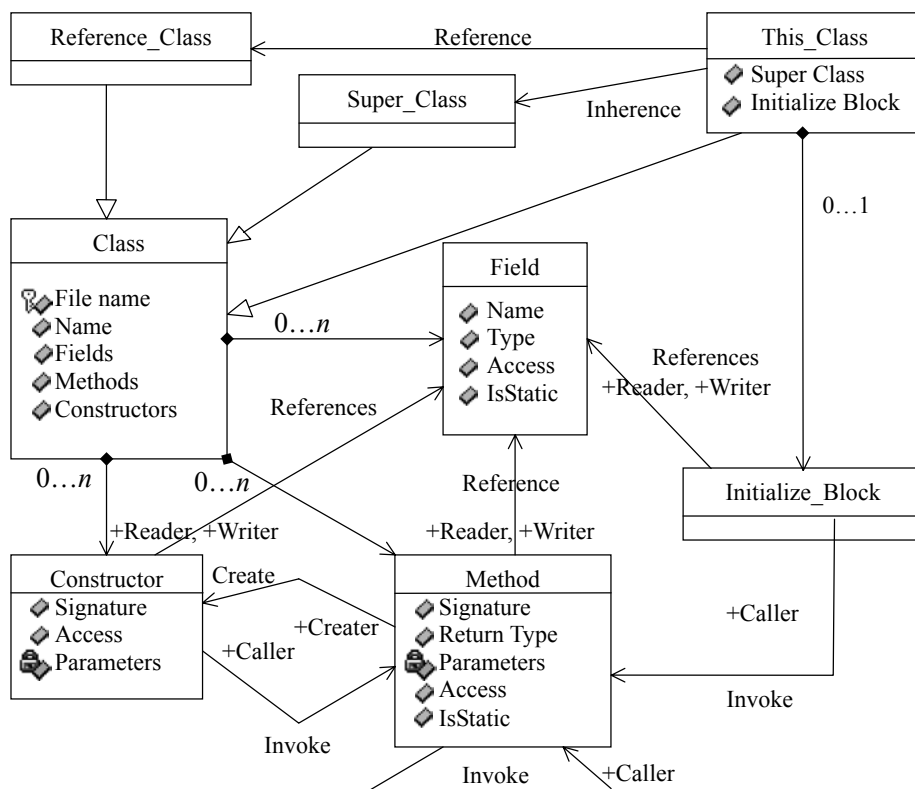 Reference_Class
Reference
This_Class
Super Class
Initialize Block
Super_Class
Inherence
0…1
Class
File name
Name
Fields
Methods
Constructors
Field
Name
Type
Access
IsStatic
0…n
References
+Reader, +Writer
References
0…n
0…n
Reference
Initialize_Block
+Reader, +Writer
+Reader, +Writer
Constructor
Signature
Access
Parameters
Create
+Creater
+Caller
Invoke
Method
Signature
Return Type
Parameters
Access
IsStatic
+Caller
Invoke
Invoke
+Caller